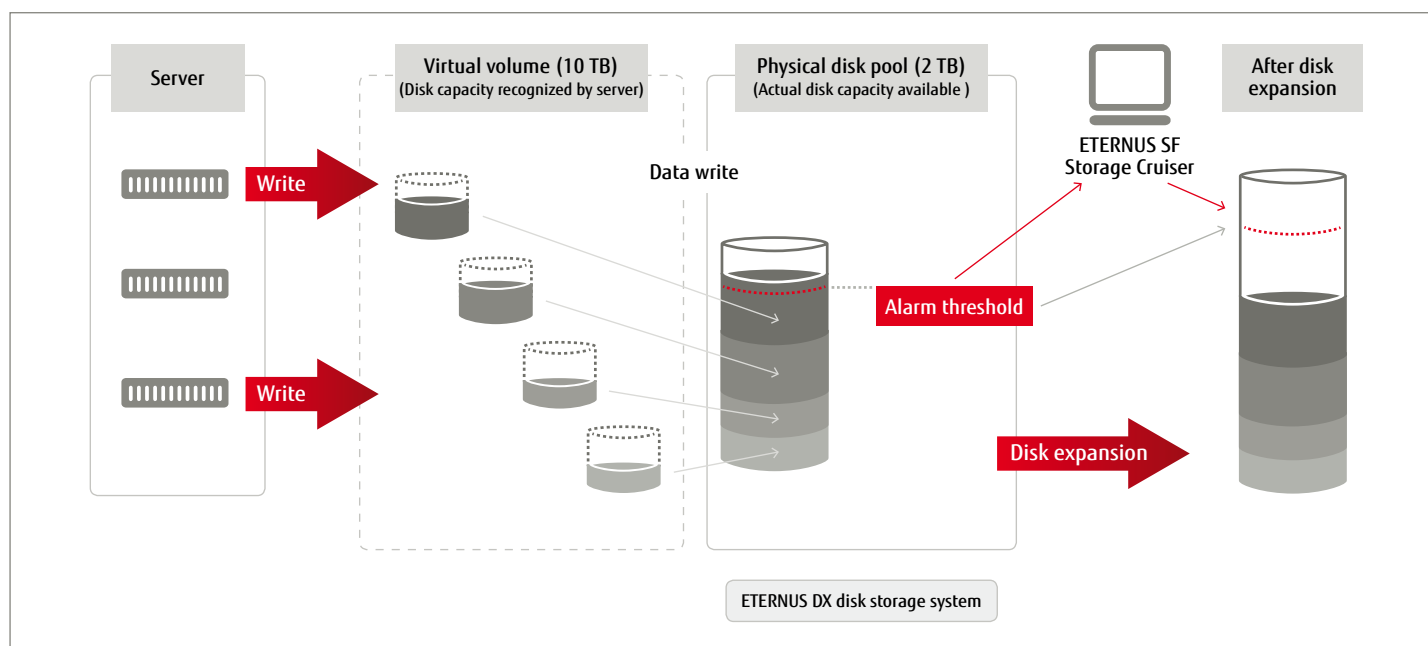 Server
Virtual volume (10 TB)
(Disk capacity recognized by server)
Physical disk pool (2 TB)
(Actual disk capacity available )
After disk
expansion
ETERNUS SF
Storage Cruiser
Write
Data write
Alarm threshold
Write
Disk expansion
ETERNUS DX disk storage system